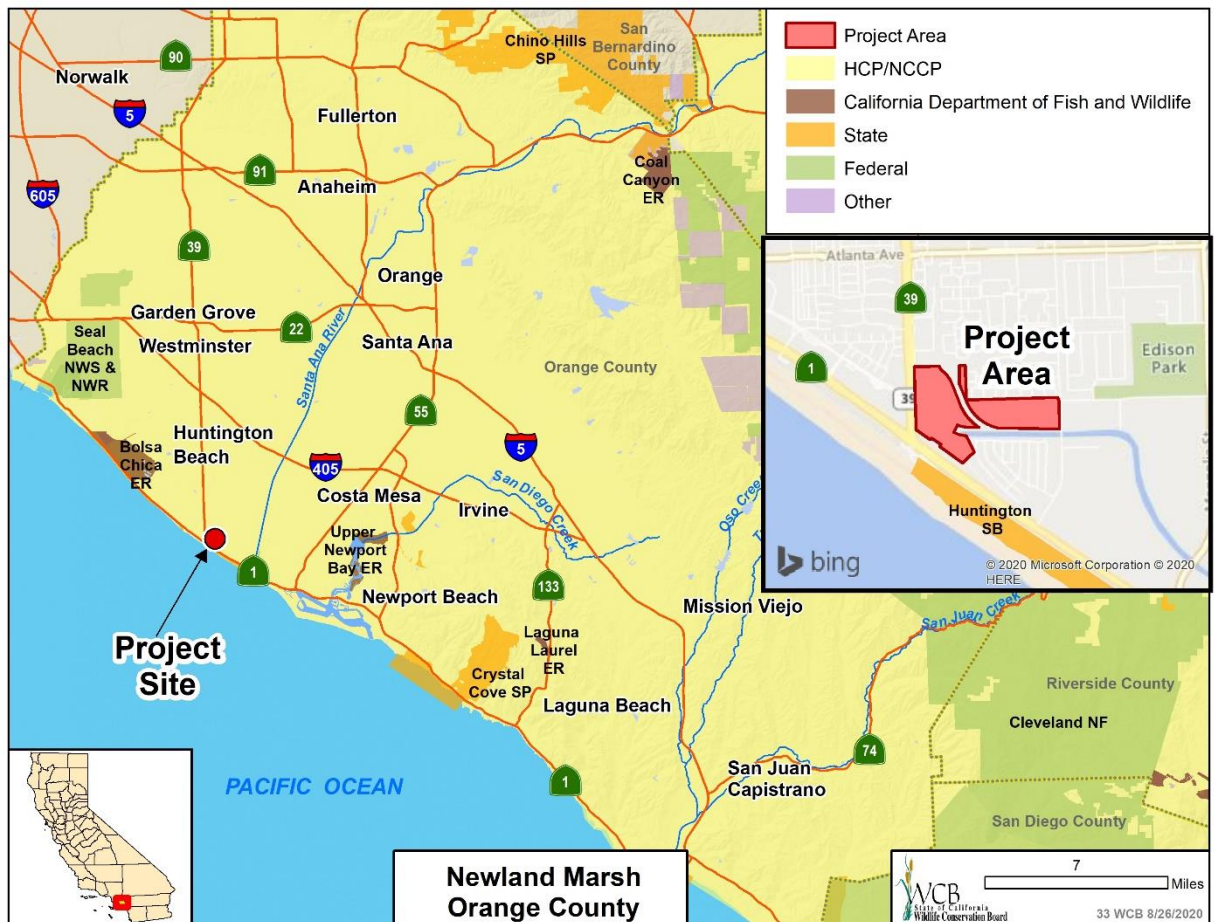 Norwalk
90
5
605
Fullerton
91
Anaheim
Chino Hills
SP
San
Bernardino
County
Coal
Canyon
ER
39
Orange
Garden Grove
22
Westminster
Santa Ana River
Santa Ana
Orange County
Seal
Beach
NWS &
NWR
55
5
Huntington
Beach
Bolsa
Chica
ER
405
Costa Mesa
San Diego Creek
Irvine
Upper
Newport
Bay ER
1
Newport Beach
133
Mission Viejo
Laguna
Laurel
ER
Crystal
Cove SP
Laguna Beach
Project
Site
PACIFIC OCEAN
1
San Juan
Capistrano
74
San Juan Creek
Riverside County
Cleveland NF
San Diego County
Project Area
HCP/NCCP
California Department of Fish and Wildlife
State
Federal
Other
Atlanta Ave
39
1
Project
Area
Edison
Park
39
Huntington
SB
bing
© 2020 Microsoft Corporation © 2020
HERE
Newland Marsh
Orange County
7
Miles
WCB
State of California
Wildlife Conservation Board
33 WCB 8/26/2020